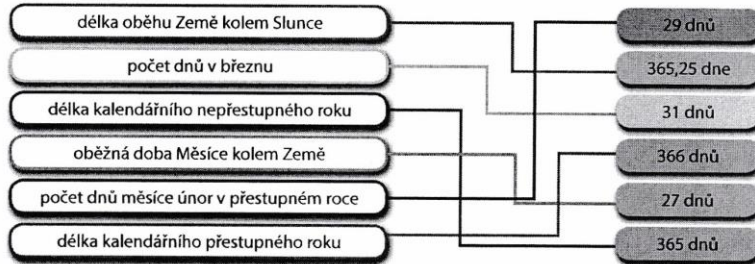 délka oběhu Země kolem Slunce
29 dnů
počet dnů v březnu
365,25 dne
délka kalendářního nepřestupného roku
31 dnů
oběžná doba Měsíce kolem Země
366 dnů
počet dnů měsíce únor v přestupném roce
27 dnů
délka kalendářního přestupného roku
365 dnů